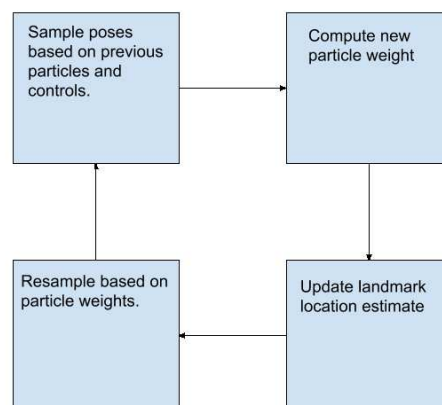 Sample poses
based on previous
particles and
controls.
Compute new
particle weight
Resample based on
particle weights.
Update landmark
location estimate